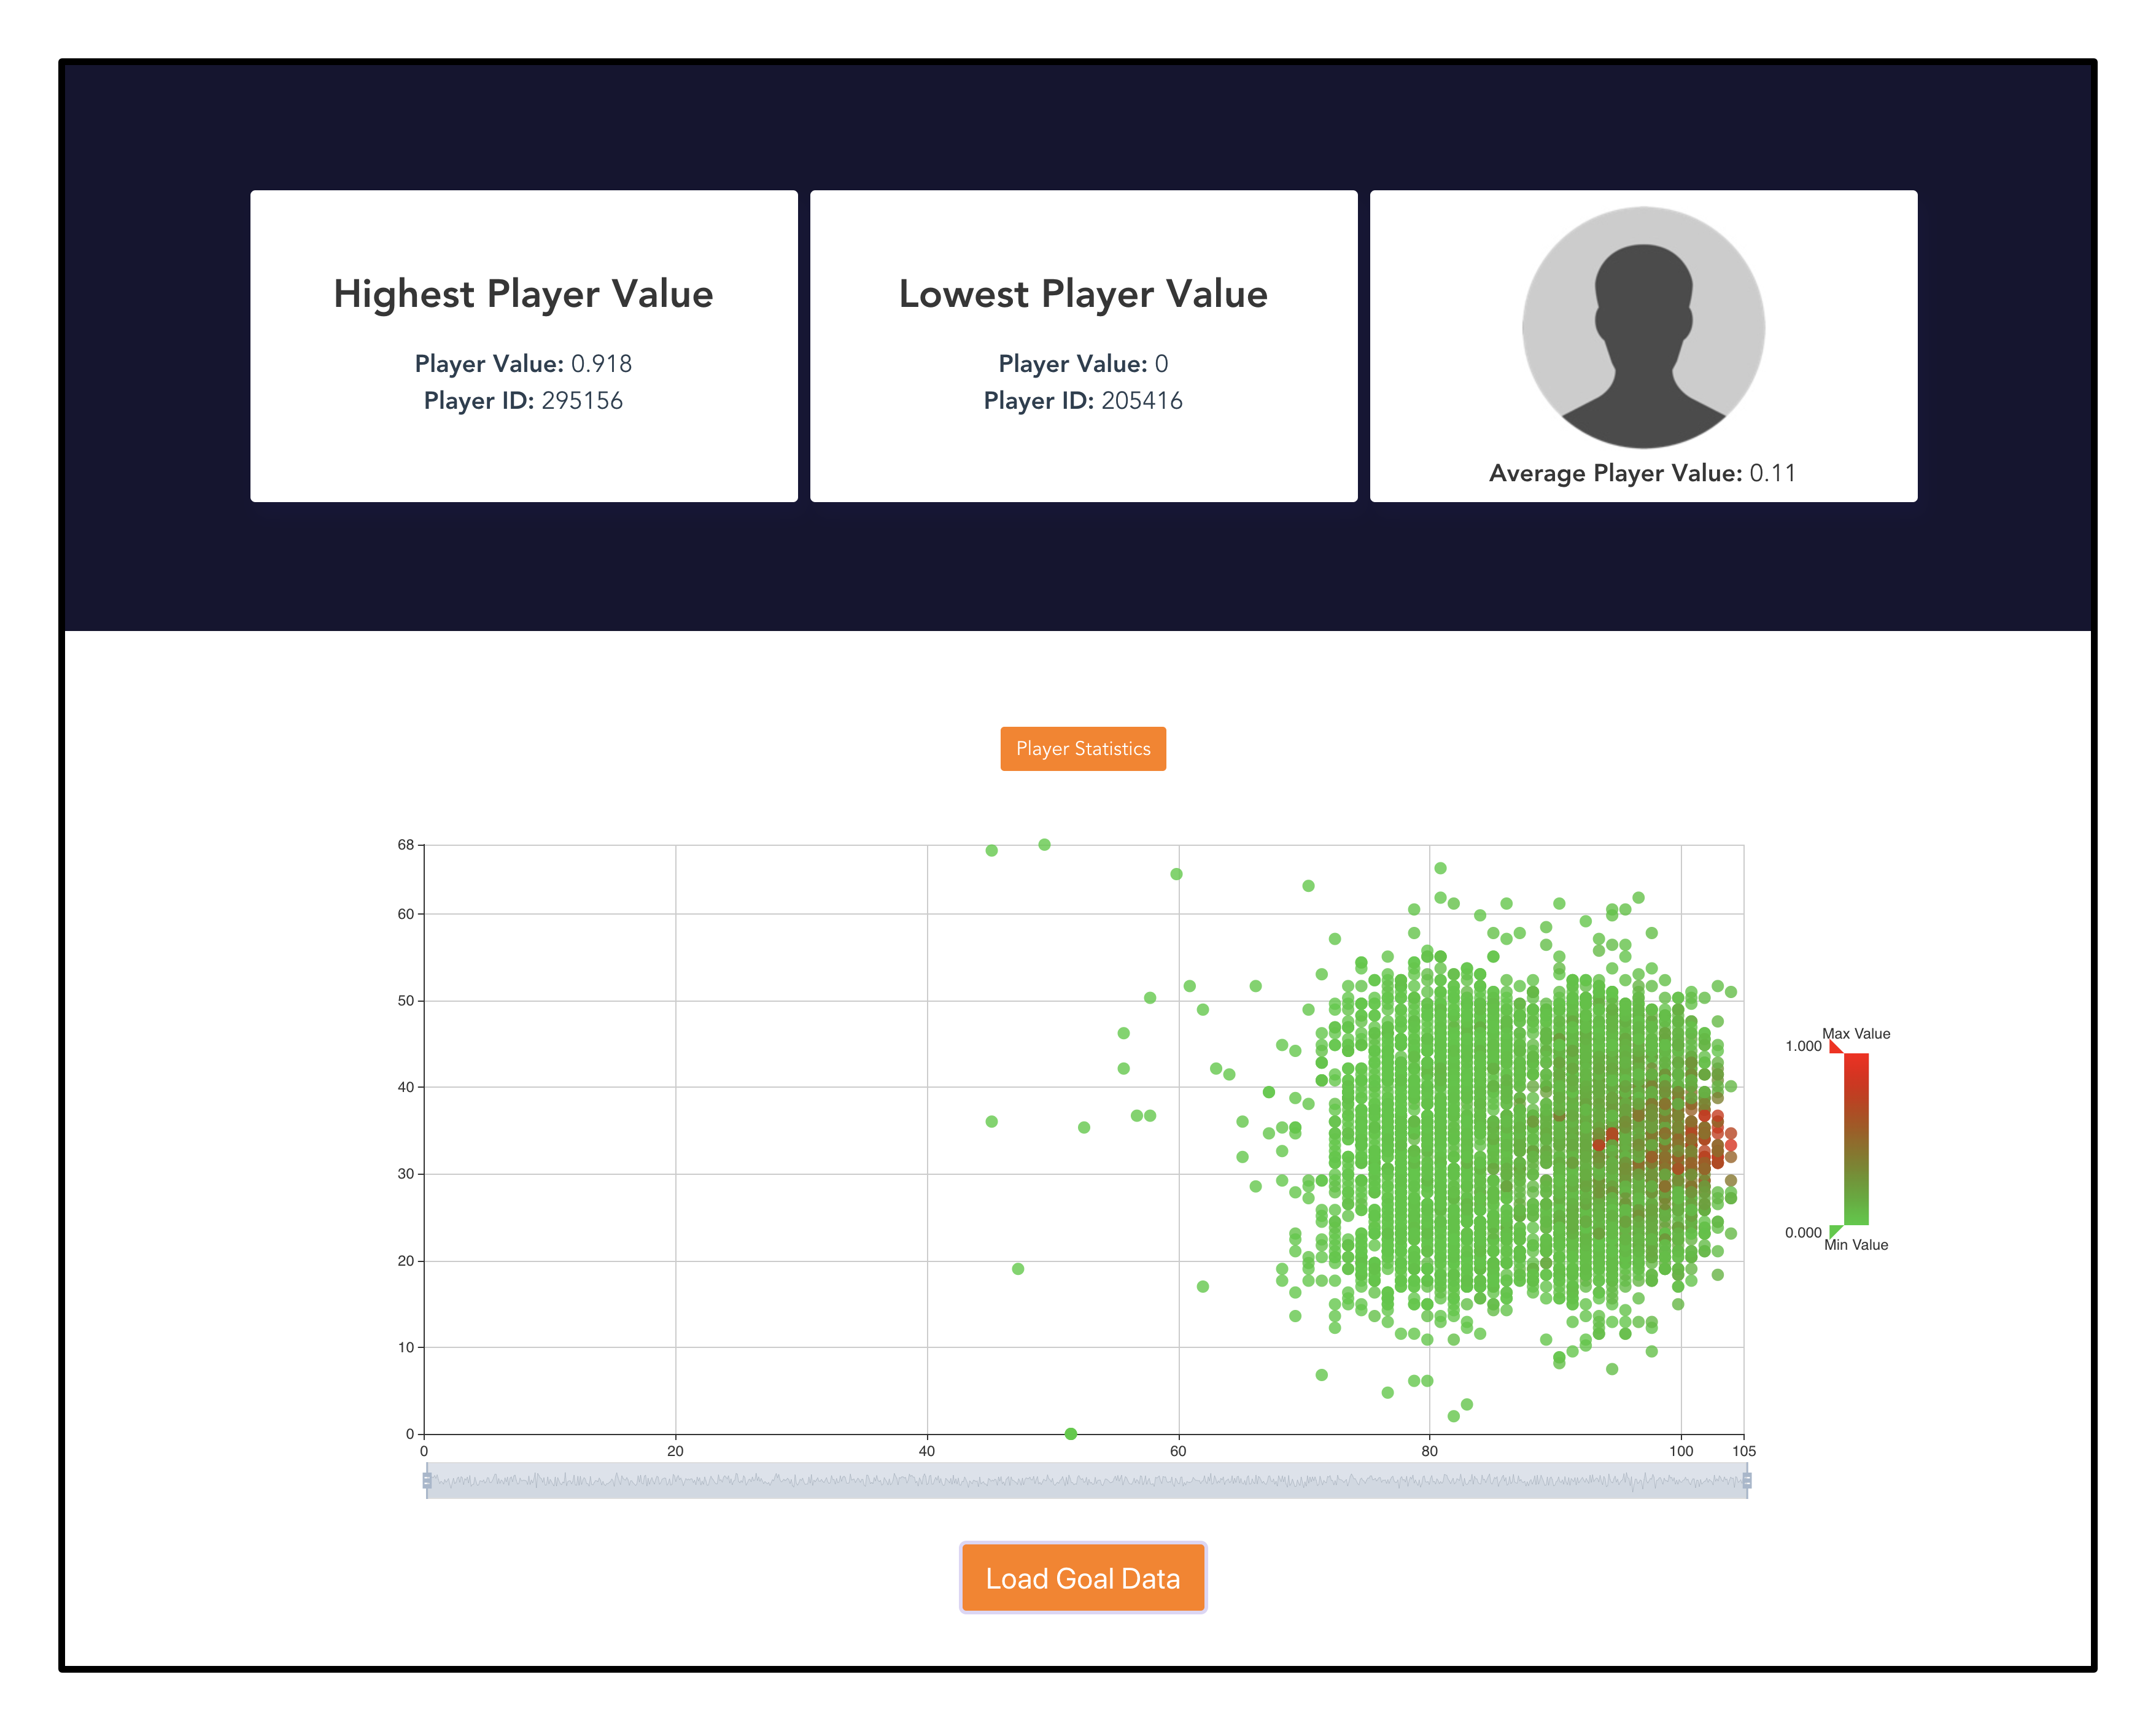 Highest Player Value
Player Value: 0.918
Player ID: 295156
Lowest Player Value
Player Value: 0
Player ID: 205416
Average Player Value: 0.11
Player Statistics
68
60
50
40
30
20
10
0
0 20 40 60 80 100 105
Max Value
1.000
0.000
Min Value
Load Goal Data